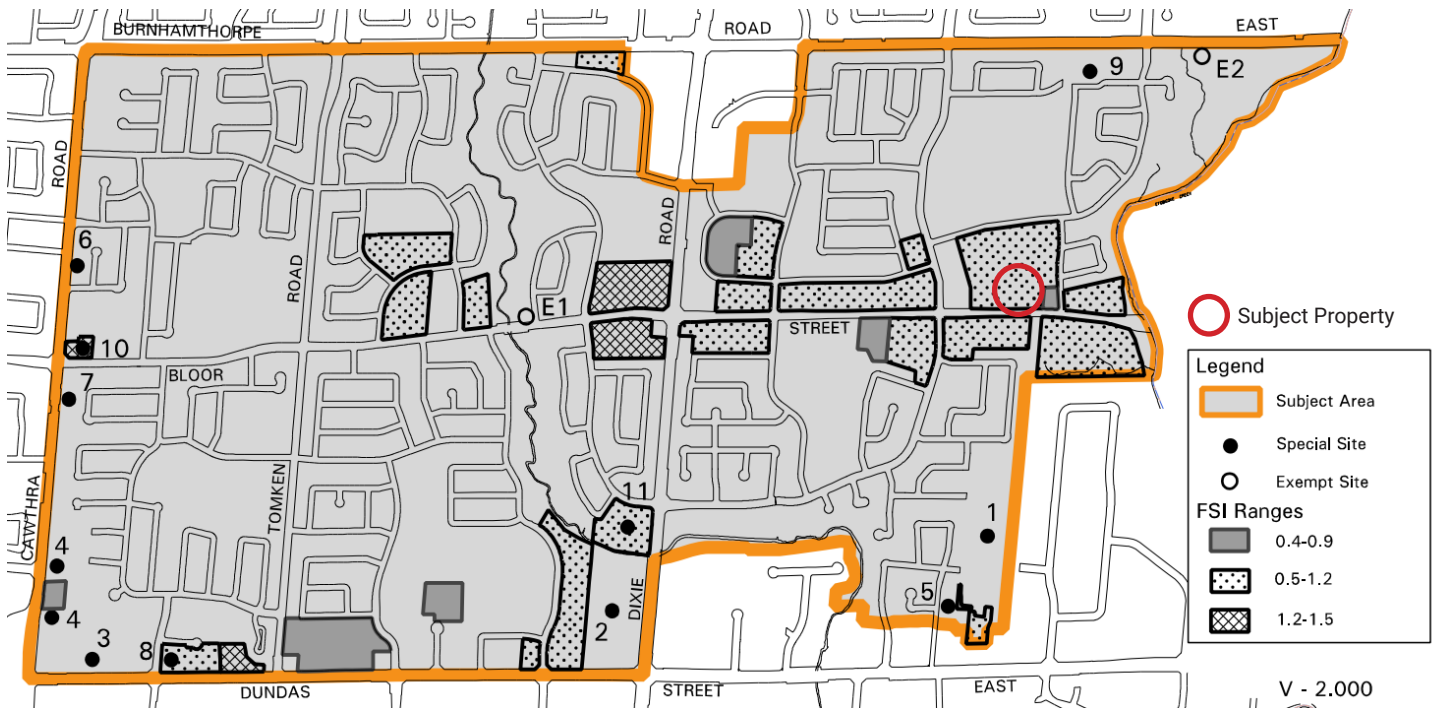 BURNHAMTHORPE ROAD EAST
9
E2
ROAD
ROAD
6
ROAD
E1
STREET
10
BLOOR
7
TOMKEN
11
CAWTHRA
1
4
5
DIXIE
2
4
3
8
DUNDAS STREET EAST
Subject Property
Legend
Subject Area
Special Site
Exempt Site
FSI Ranges
0.4-0.9
0.5-1.2
1.2-1.5
V - 2.000